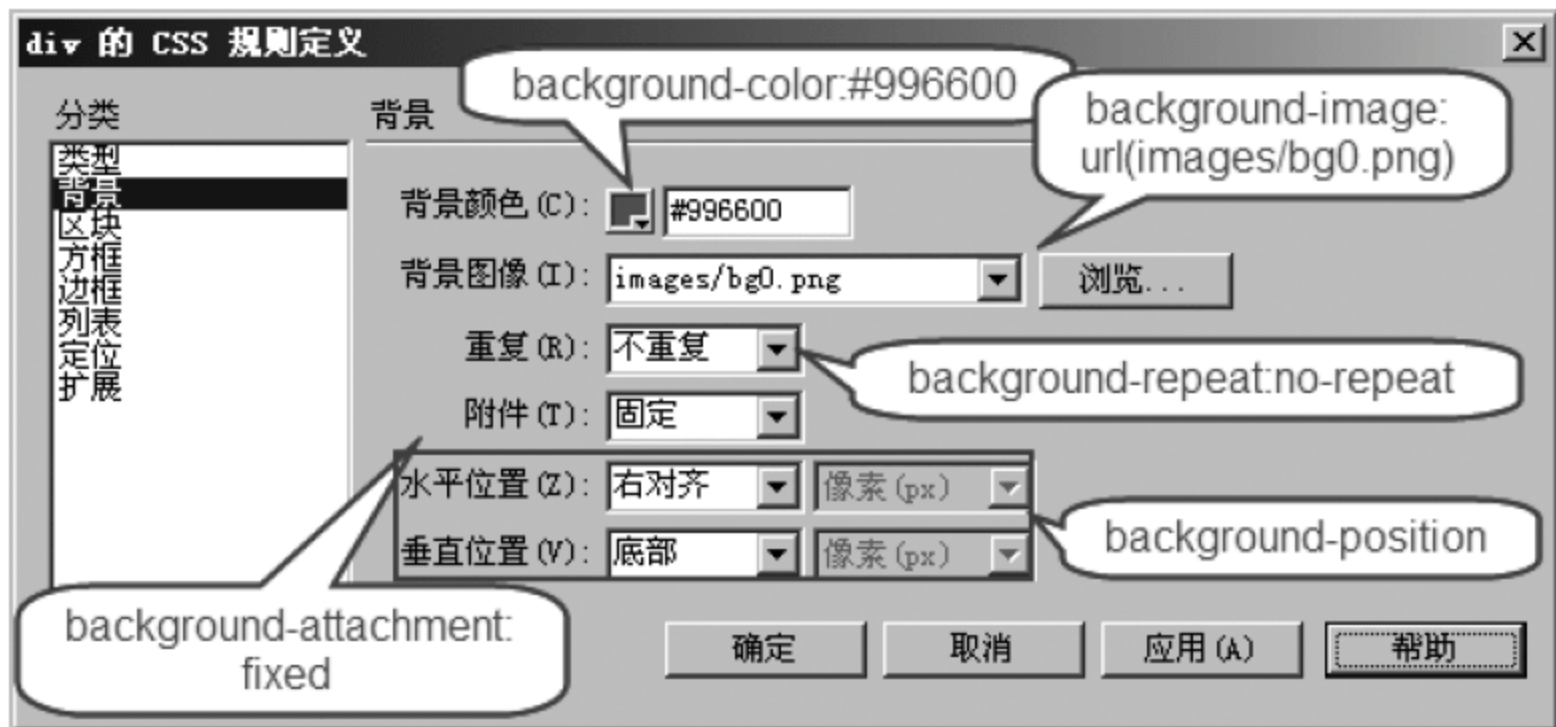 div 的 CSS 规则定义
background-color:#996600
background-image:
url(images/bg0.png)
分类
类型
背景
区块
方框
边框
列表
定位
扩展
背景
背景颜色(C):
#996600
背景图像(I):
images/bg0.png
浏览...
重复(R):
不重复
background-repeat:no-repeat
附件(T):
固定
水平位置(Z):
右对齐
像素(px)
垂直位置(V):
底部
像素(px)
background-position
background-attachment:
fixed
确定
取消
应用(A)
帮助